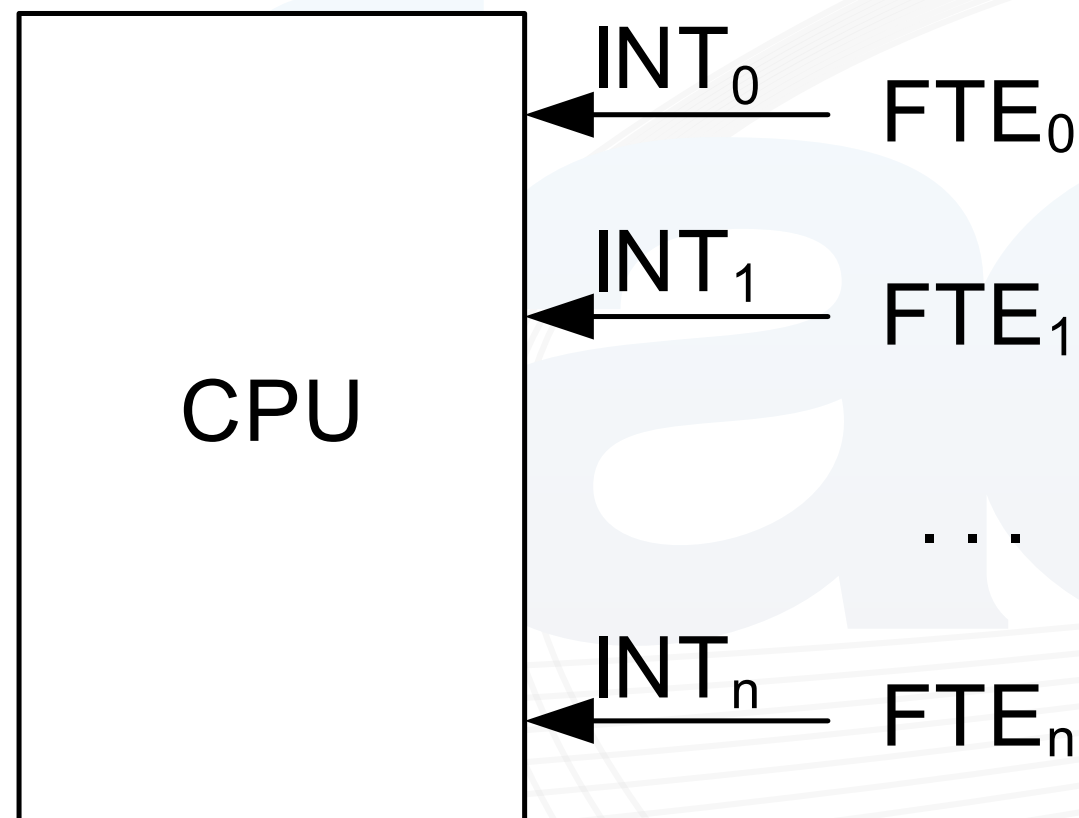 INT₀
FTE₀
INT₁
FTE₁
CPU
. . .
INTₙ
FTEₙ